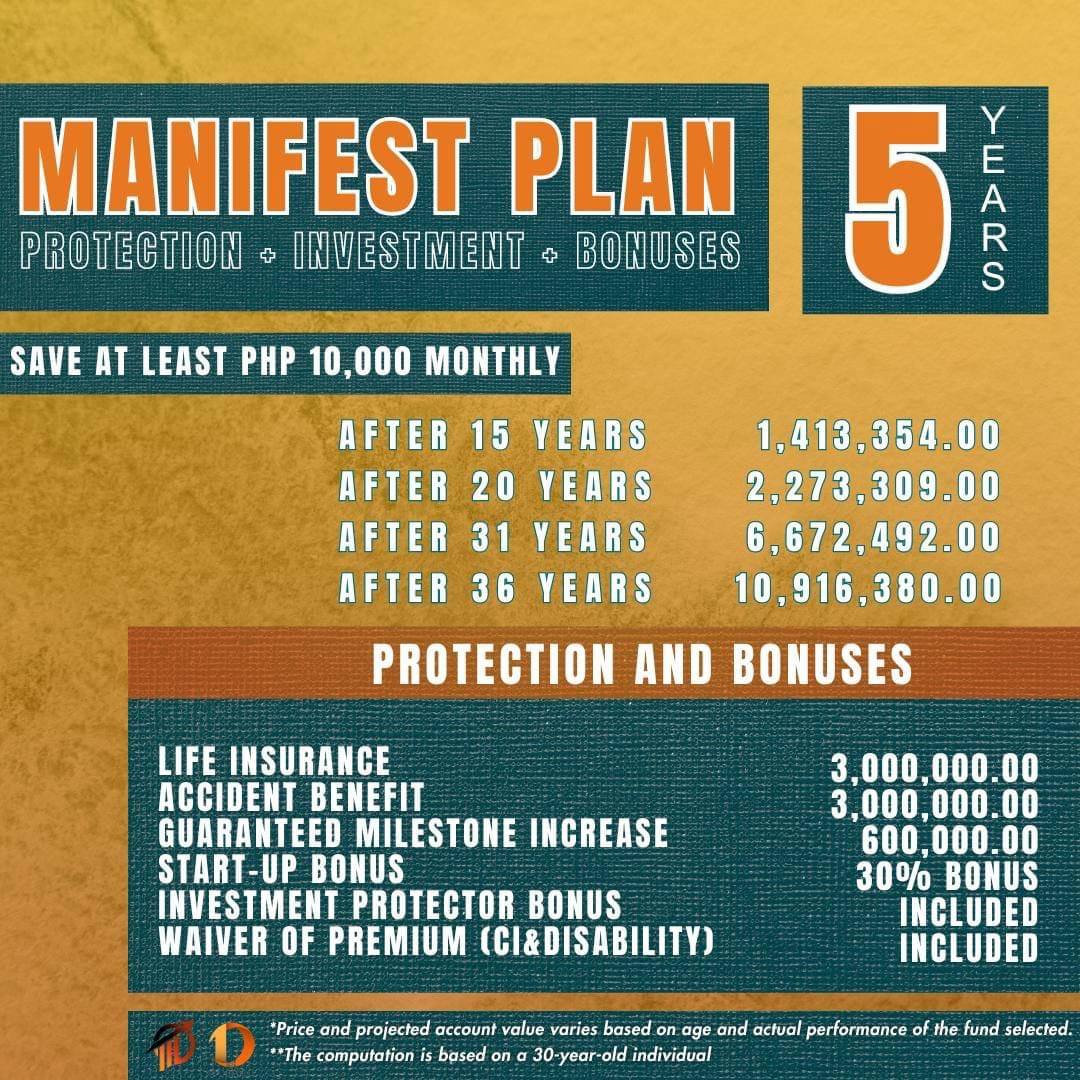 MANIFEST PLAN
PROTECTION + INVESTMENT + BONUSES
5 YEARS
SAVE AT LEAST PHP 10,000 MONTHLY
AFTER 15 YEARS 1,413,354.00
AFTER 20 YEARS 2,273,309.00
AFTER 31 YEARS 6,672,492.00
AFTER 36 YEARS 10,916,380.00
PROTECTION AND BONUSES
LIFE INSURANCE 3,000,000.00
ACCIDENT BENEFIT 3,000,000.00
GUARANTEED MILESTONE INCREASE 600,000.00
START-UP BONUS 30% BONUS
INVESTMENT PROTECTOR BONUS INCLUDED
WAIVER OF PREMIUM (CI&DISABILITY) INCLUDED
*Price and projected account value varies based on age and actual performance of the fund selected.
**The computation is based on a 30-year-old individual